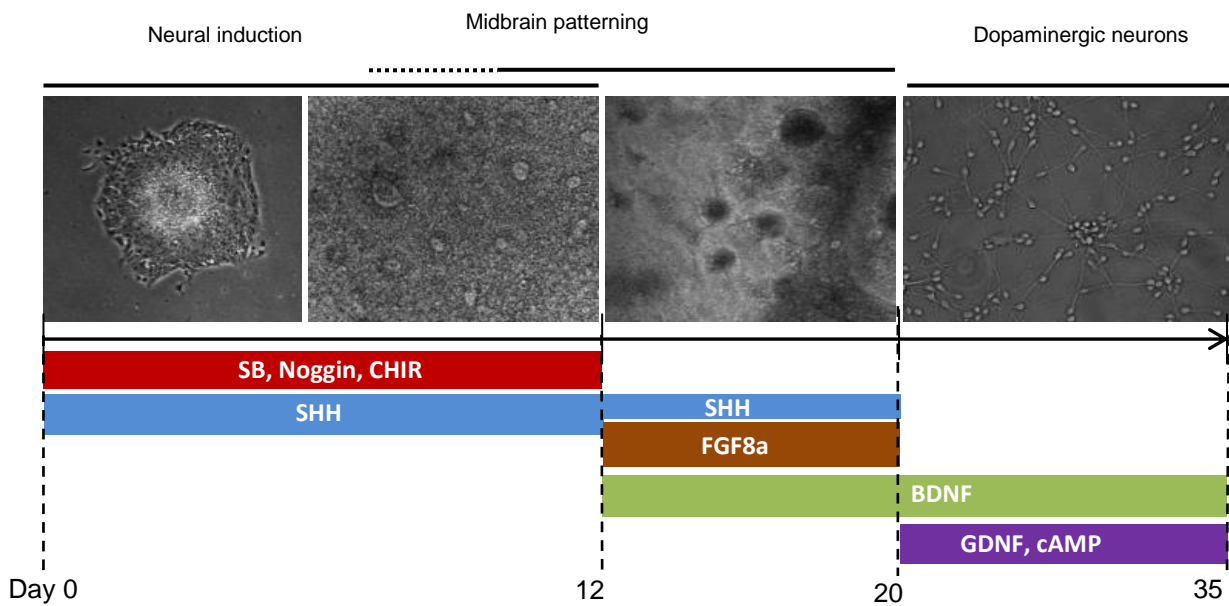 Neural induction
Midbrain patterning
Dopaminergic neurons
SB, Noggin, CHIR
SHH
SHH
FGF8a
BDNF
GDNF, cAMP
Day 0
12
20
35